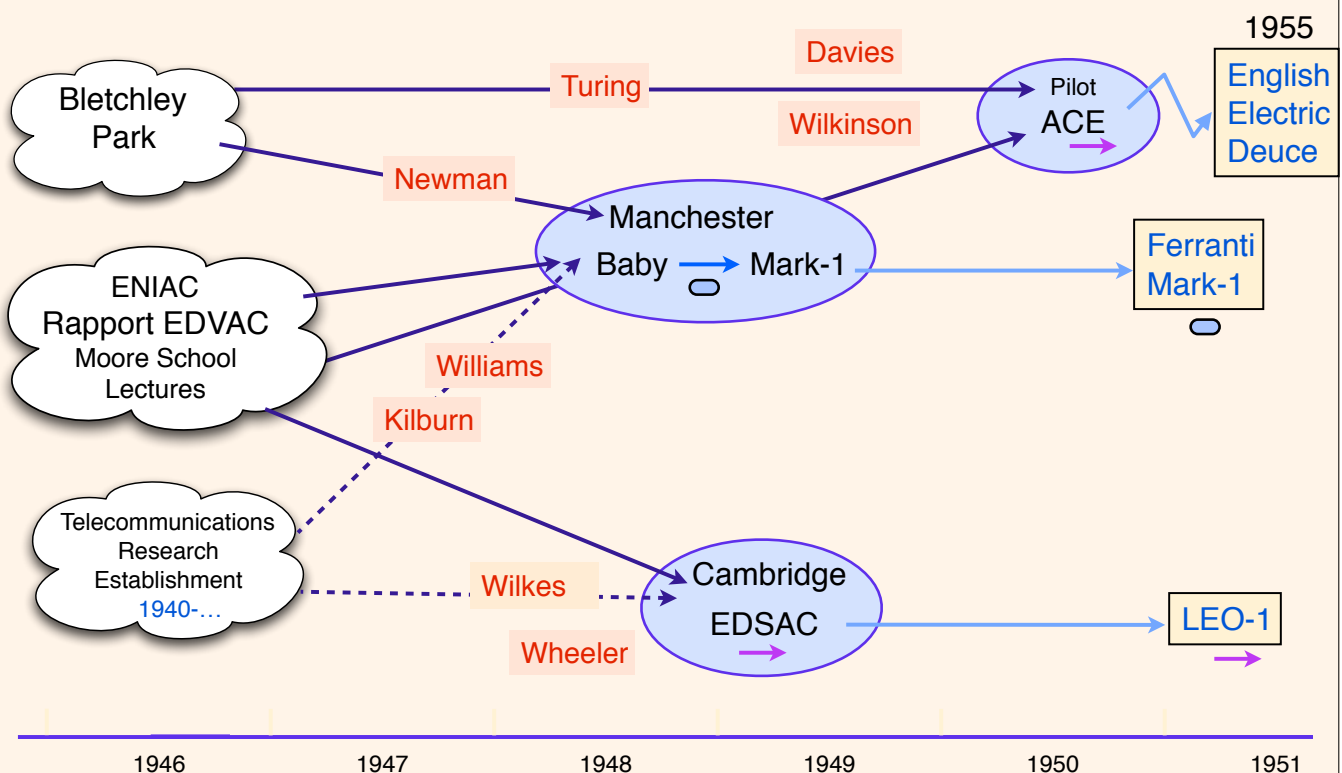 1955
Bletchley
Park
Turing
Davies
Wilkinson
Pilot
ACE
English
Electric
Deuce
Newman
Manchester
Baby
Mark-1
Ferranti
Mark-1
ENIAC
Rapport EDVAC
Moore School
Lectures
Williams
Kilburn
Telecommunications
Research
Establishment
1940-...
Wilkes
Wheeler
Cambridge
EDSAC
LEO-1
1946
1947
1948
1949
1950
1951